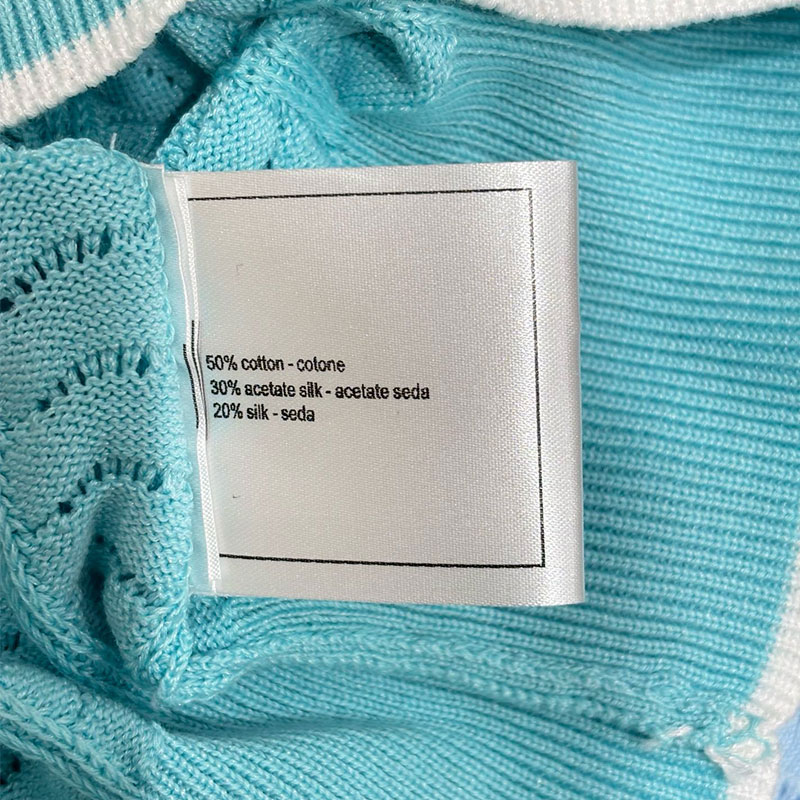 50% cotton - cotone
30% acetate silk - acetate seda
20% silk - seda